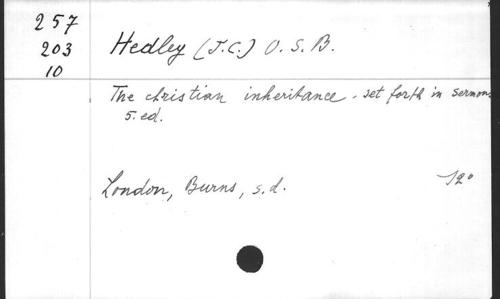 257
203
10
Hedley (J.C.) O.S.B.
The christian inheritance. set forth in sermons
5. ed.
London, Burns, s.d. 12°